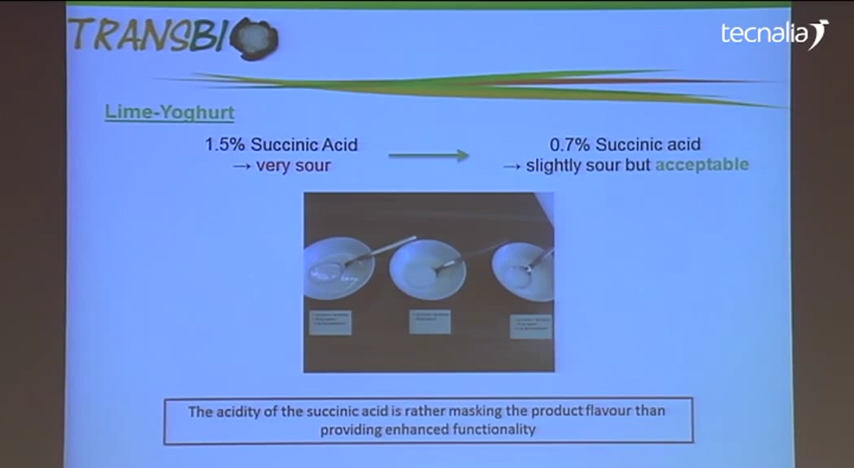 TRANSBIO
tecnalia
Lime-Yoghurt
1.5% Succinic Acid
→ very sour
0.7% Succinic acid
→ slightly sour but acceptable
The acidity of the succinic acid is rather masking the product flavour than
providing enhanced functionality